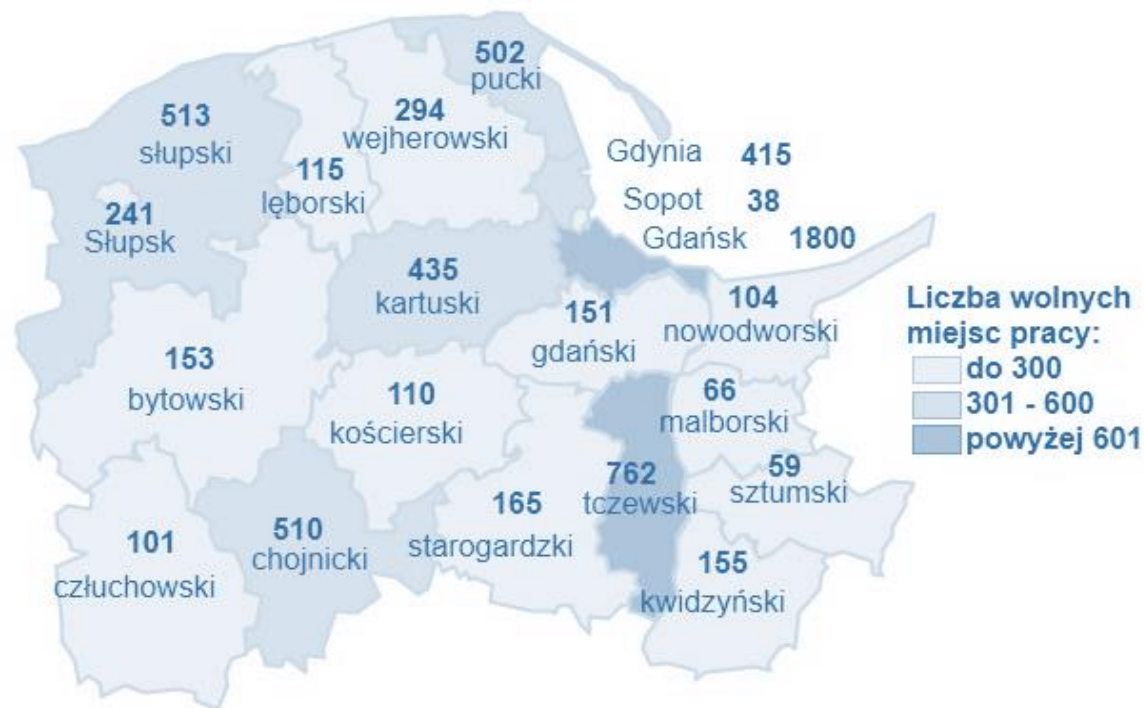 502
pucki
513
słupski
294
wejherowski
Gdynia 415
115
lęborski
Sopot 38
241
Słupsk
Gdańsk 1800
435
kartuski
151
gdański
104
nowodworski
Liczba wolnych
miejsc pracy:
do 300
301 - 600
powyżej 601
153
bytowski
110
kościerski
66
malborski
762
tczewski
59
sztumski
165
starogardzki
510
chojnicki
101
człuchowski
155
kwidzyński